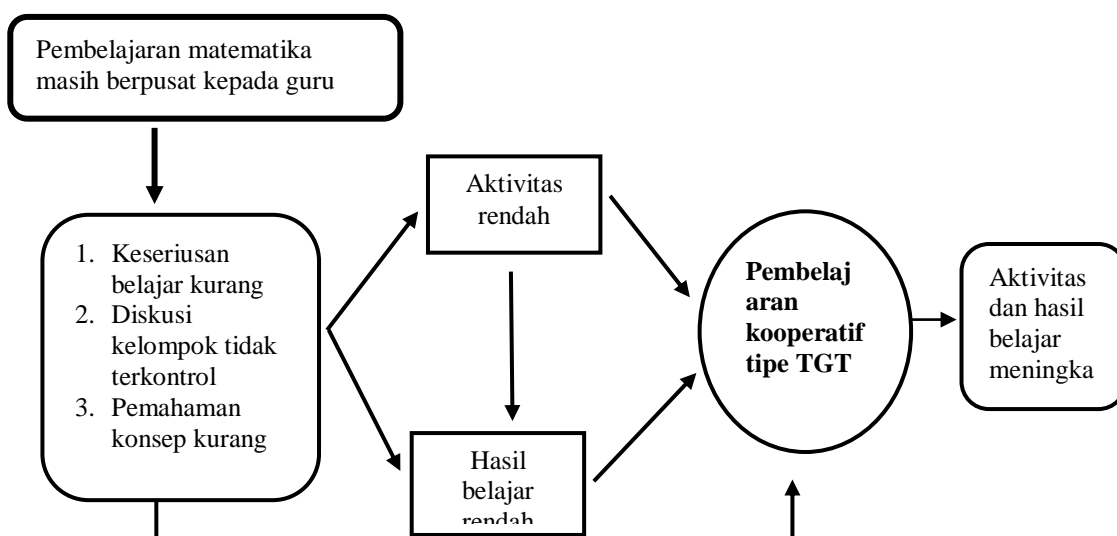 Pembelajaran matematika
masih berpusat kepada guru
Aktivitas
rendah
1. Keseriusan
belajar kurang
2. Diskusi
kelompok tidak
terkontrol
3. Pemahaman
konsep kurang
Pembelaj
aran
kooperatif
tipe TGT
Aktivitas
dan hasil
belajar
meningka
Hasil
belajar
rendah